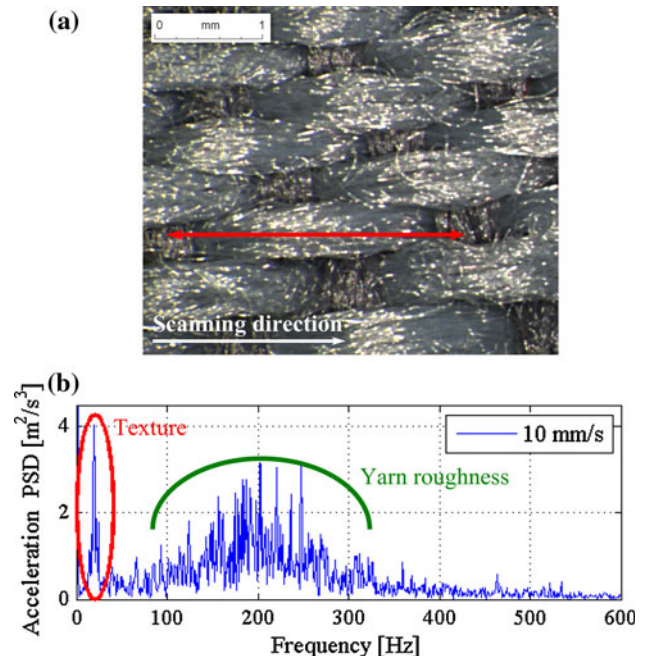 (a)
0 mm 1
Scanning direction
(b)
Acceleration PSD [m²/s³]
4
2
0
Texture
10 mm/s
Yarn roughness
0 100 200 300 400 500 600
Frequency [Hz]